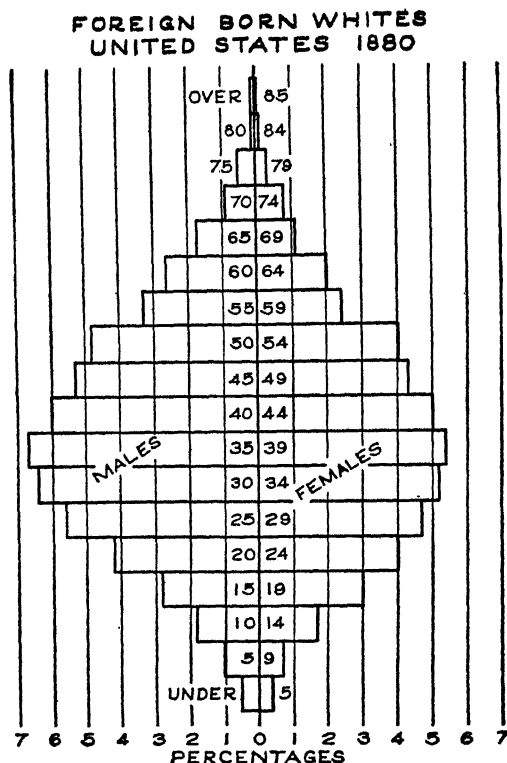 FOREIGN BORN WHITES
UNITED STATES 1880
OVER 85
80 84
75 79
70 74
65 69
60 64
55 59
50 54
45 49
40 44
35 39
MALES
FEMALES
30 34
25 29
20 24
15 19
10 14
5 9
UNDER 5
7 6 5 4 3 2 1 0 1 2 3 4 5 6 7
PERCENTAGES